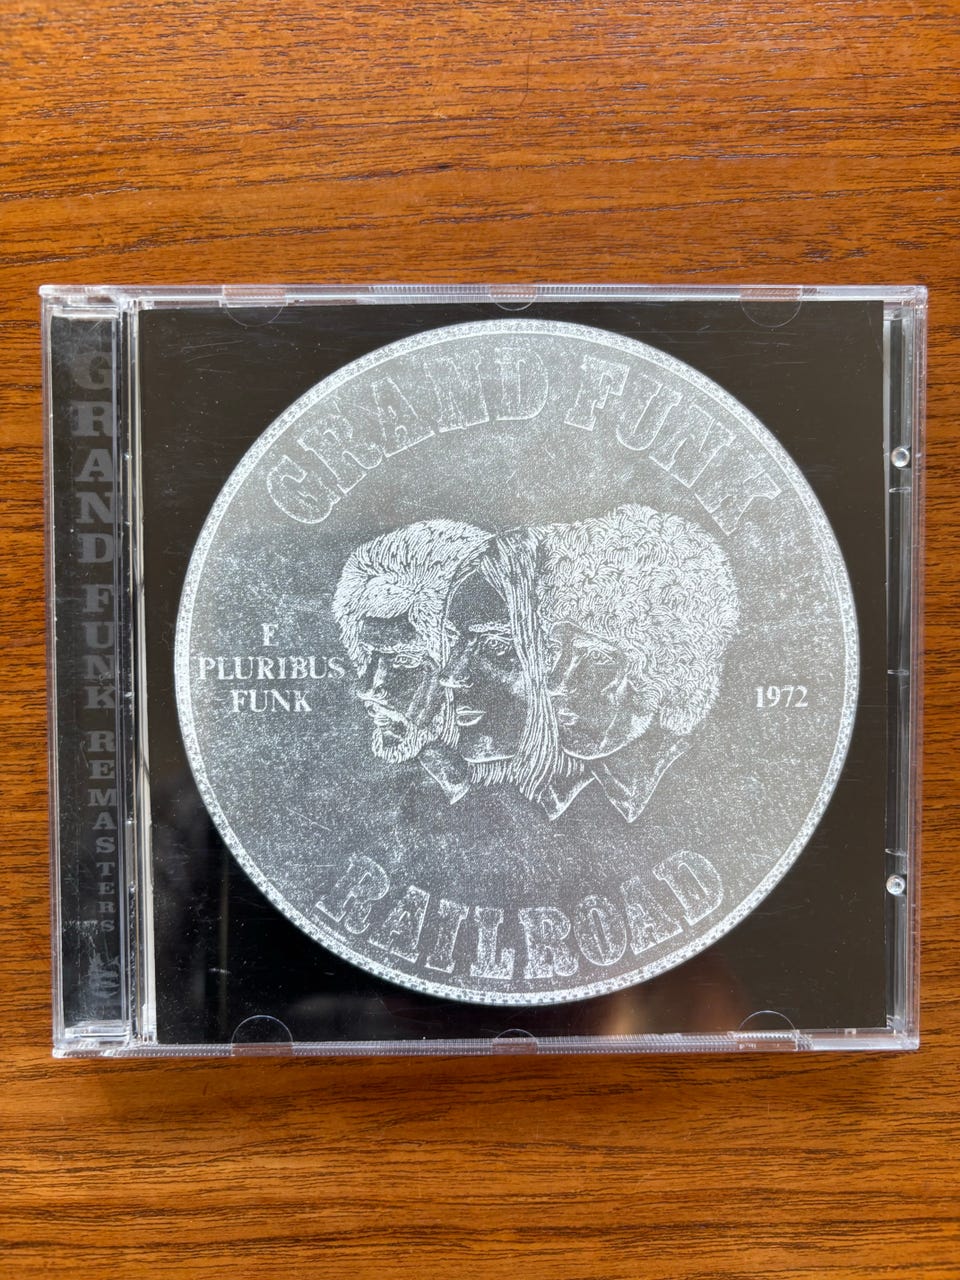 GRAND FUNK REMASTERS
GRAND FUNK
E
PLURIBUS
FUNK
1972
RAILROAD